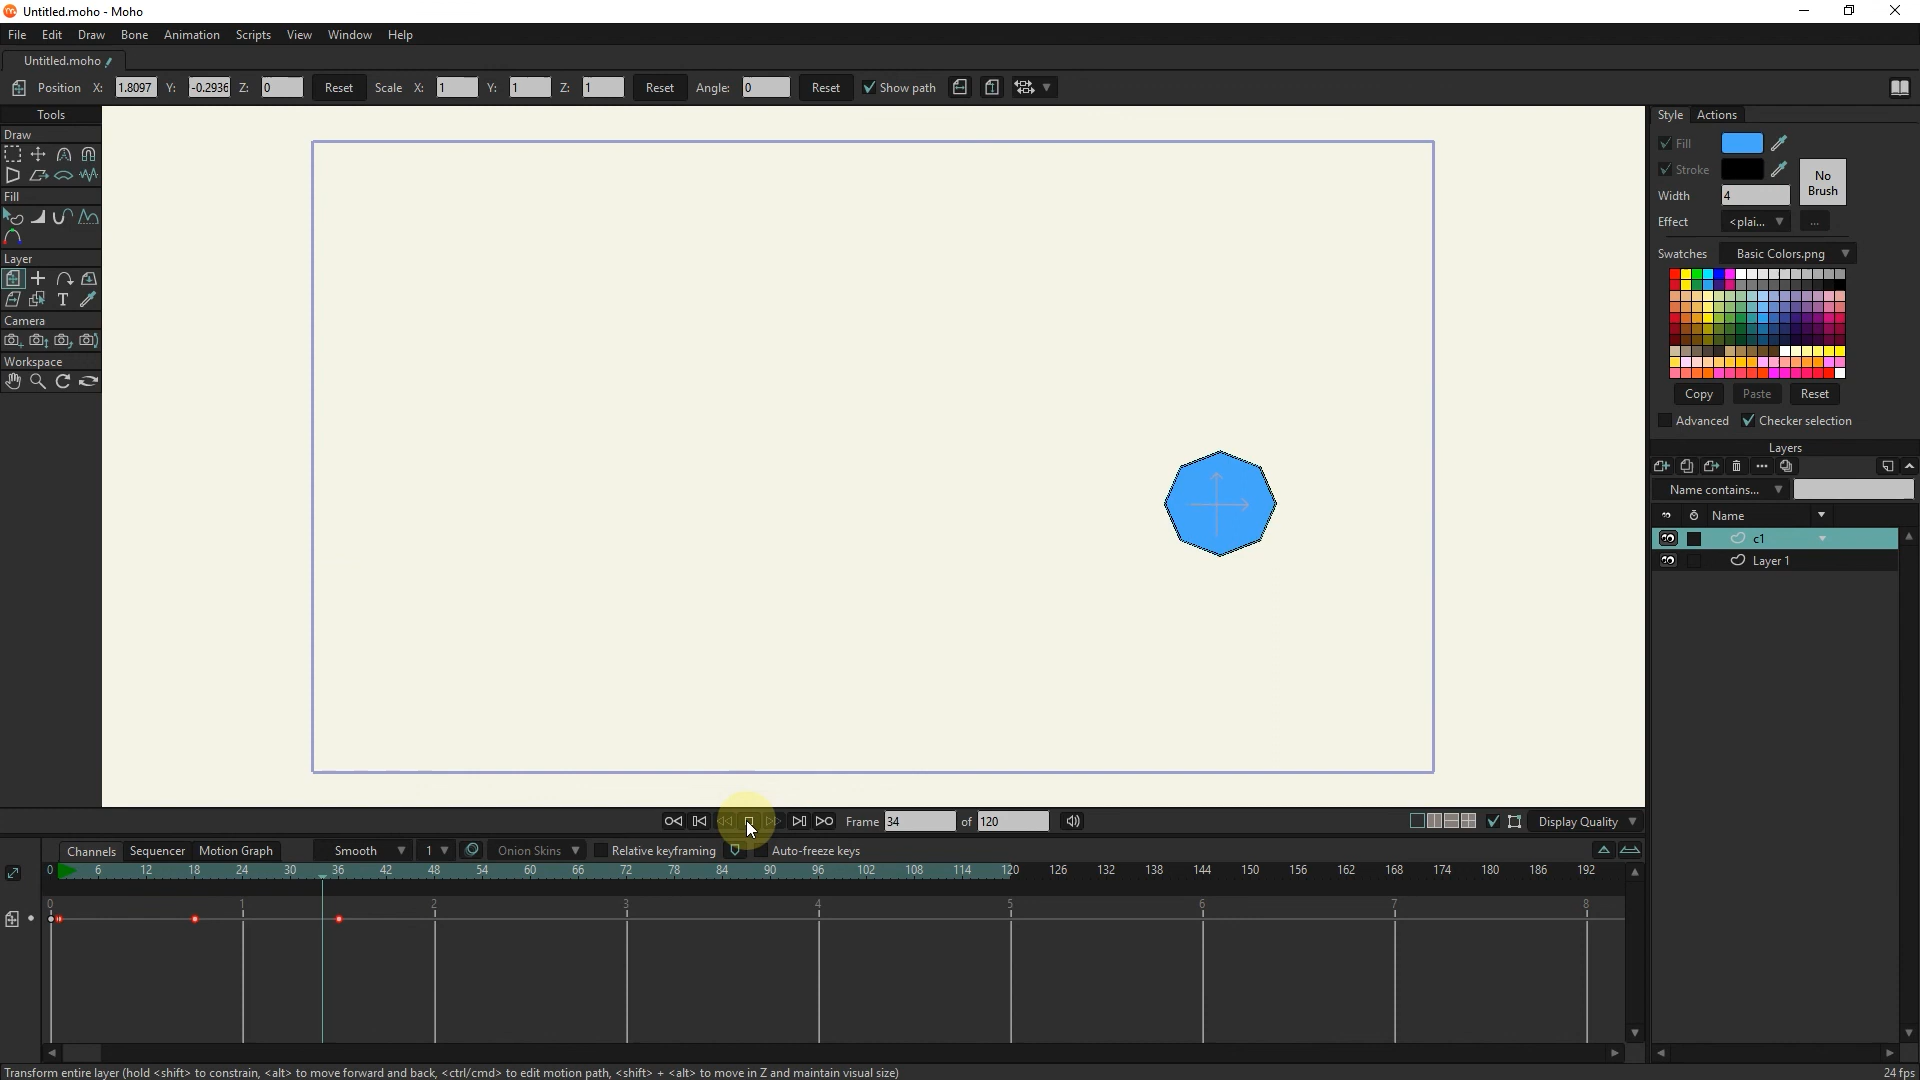 Untitled.moho - Moho
File Edit Draw Bone Animation Scripts View Window Help
Untitled.moho
Position X: 1.8097 Y: -0.2936 Z: 0 Reset Scale X: 1 Y: 1 Z: 1 Reset Angle: 0 Reset Show path
Tools
Draw
Fill
Layer
T
Camera
Workspace
Style Actions
Fill
Stroke
No
Brush
Width 4
Effect <plai... ...
Swatches Basic Colors.png
Copy Paste Reset
Advanced Checker selection
Layers
Name contains...
Name
c1
Layer 1
Frame 34 of 120 Display Quality
Channels Sequencer Motion Graph Smooth 1 Onion Skins Relative keyframing Auto-freeze keys
0 6 12 18 24 30 36 42 48 54 60 66 72 78 84 90 96 102 108 114 120 126 132 138 144 150 156 162 168 174 180 186 192
0 1 2 3 4 5 6 7 8
Transform entire layer (hold <shift> to constrain, <alt> to move forward and back, <ctrl/cmd> to edit motion path, <shift> + <alt> to move in Z and maintain visual size)
24 fps